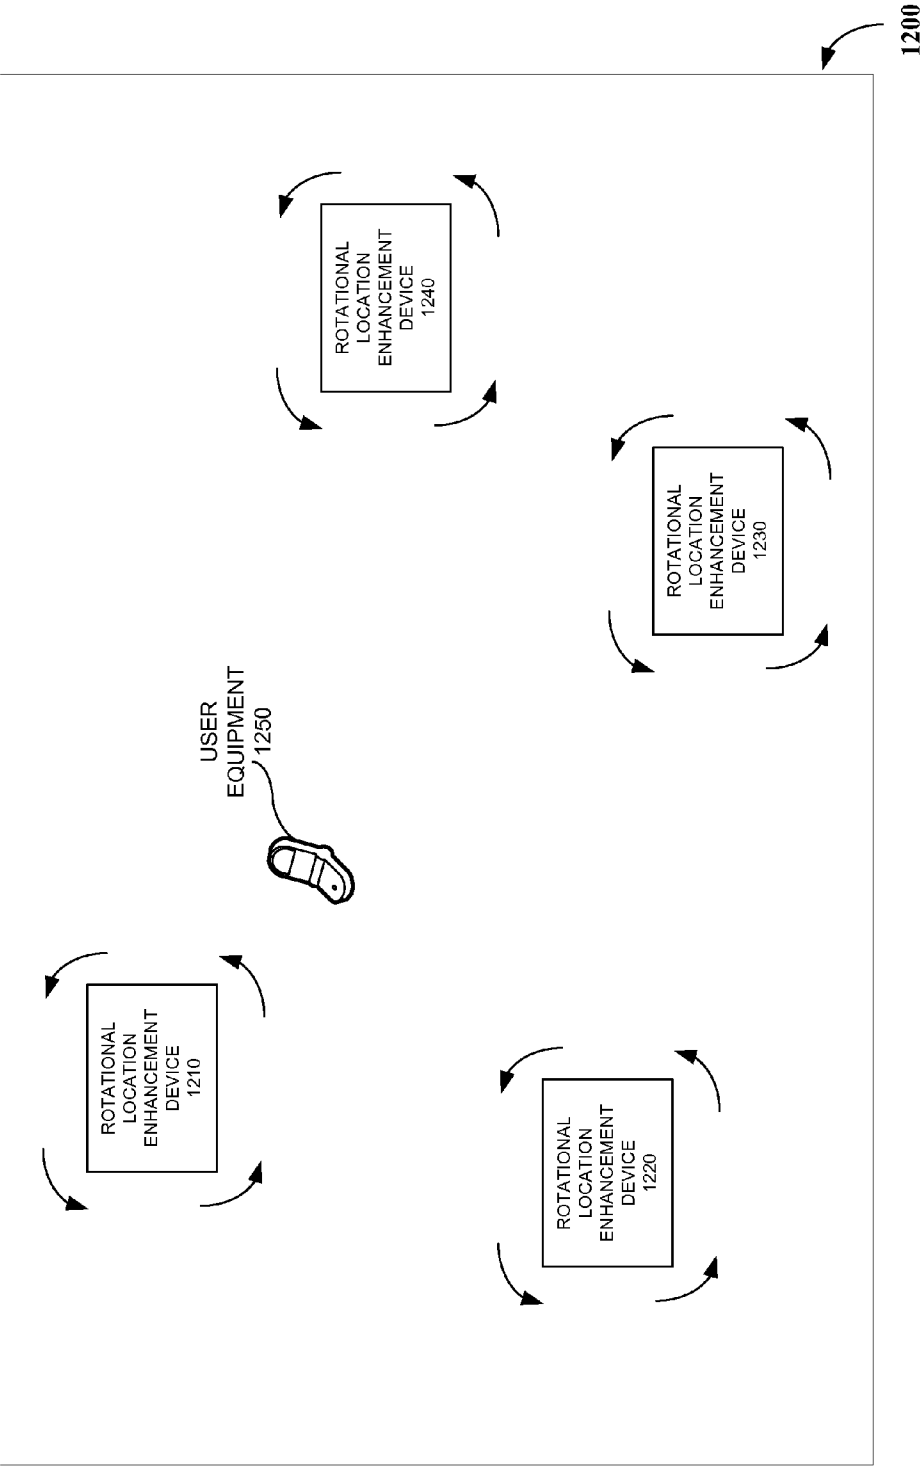 ROTATIONAL
LOCATION
ENHANCEMENT
DEVICE
1210
USER
EQUIPMENT
1250
ROTATIONAL
LOCATION
ENHANCEMENT
DEVICE
1240
ROTATIONAL
LOCATION
ENHANCEMENT
DEVICE
1220
ROTATIONAL
LOCATION
ENHANCEMENT
DEVICE
1230
1200